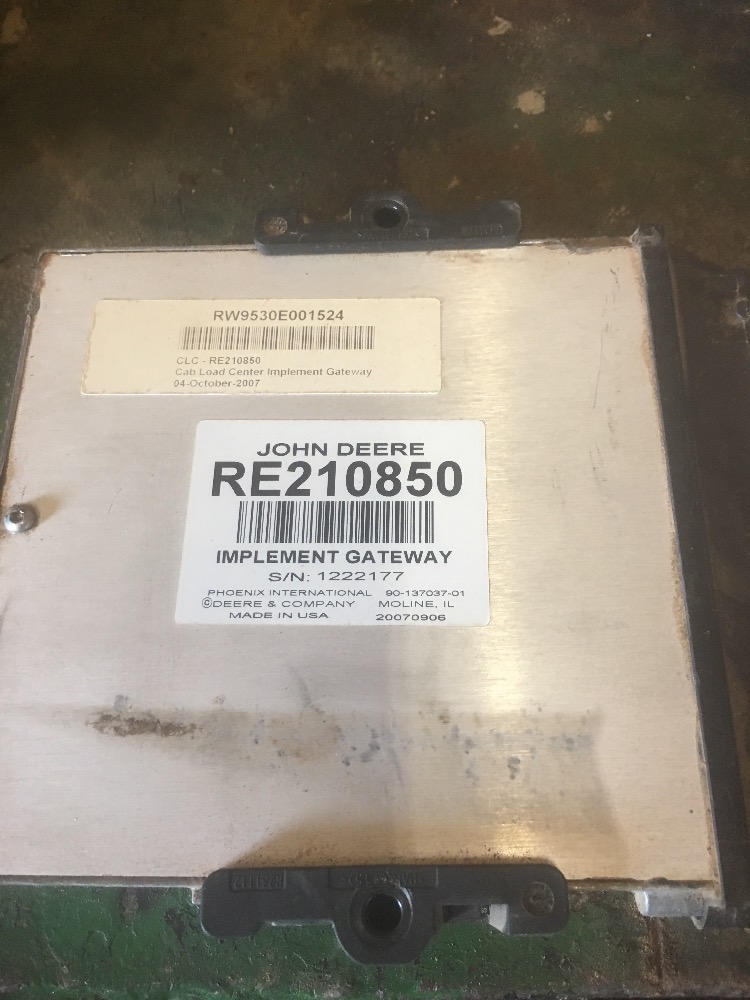 RW9530E001524
CLC - RE210850
Cab Load Center Implement Gateway
04-October-2007
JOHN DEERE
RE210850
IMPLEMENT GATEWAY
S/N: 1222177
PHOENIX INTERNATIONAL 90-137037-01
©DEERE & COMPANY MOLINE, IL
MADE IN USA 20070906